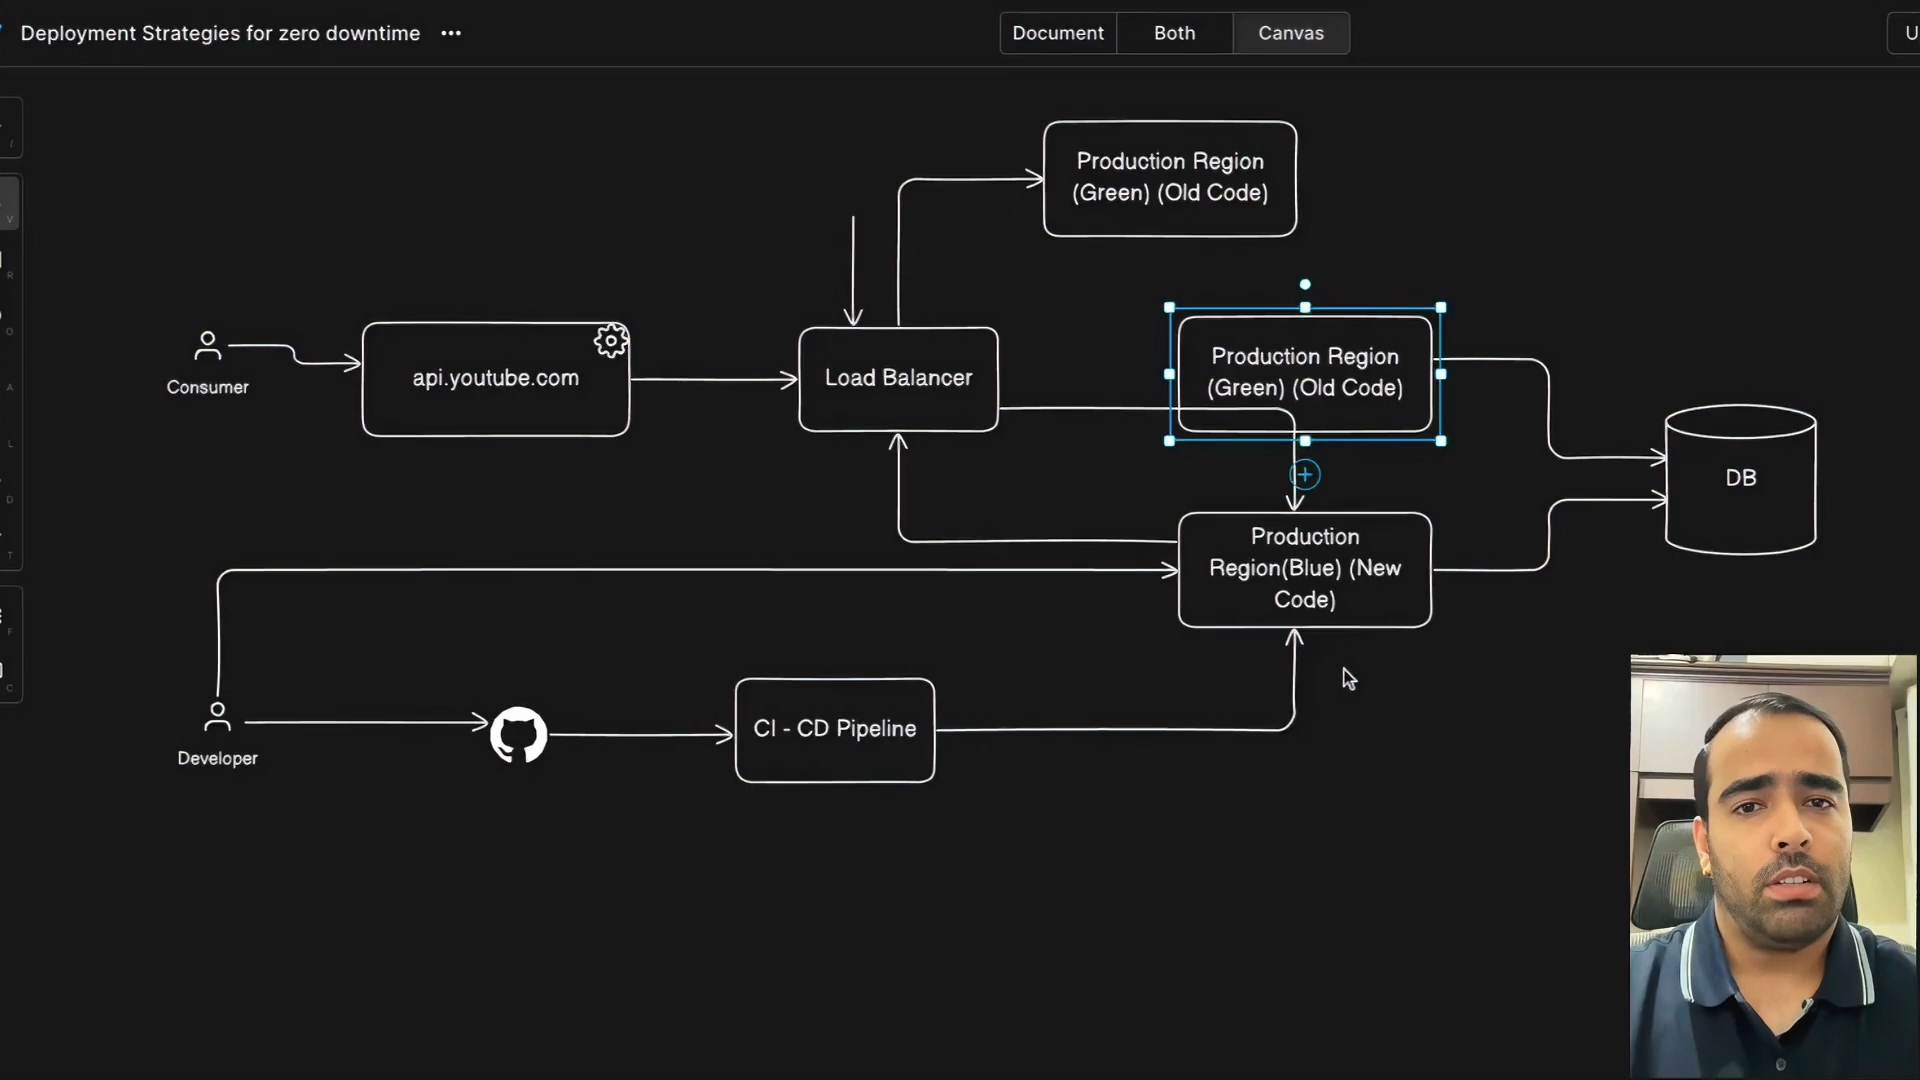 Deployment Strategies for zero downtime
Document
Both
Canvas
U
Production Region
(Green) (Old Code)
Consumer
api.youtube.com
Load Balancer
Production Region
(Green) (Old Code)
DB
Production
Region(Blue) (New
Code)
Developer
CI - CD Pipeline
/
V
R
O
A
L
D
T
F
C